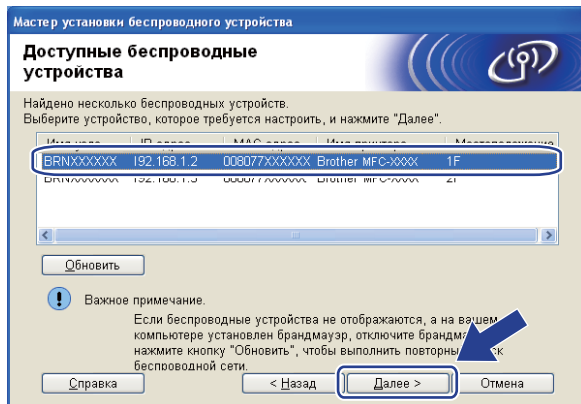 Мастер установки беспроводного устройства
Доступные беспроводные
устройства
Найдено несколько беспроводных устройств.
Выберите устройство, которое требуется настроить, и нажмите "Далее".
BRNXXXXXX 192.168.1.2 008077XXXXXX Brother MFC-XXXX 1F
Обновить
Важное примечание.
Если беспроводные устройства не отображаются, а на вашем
компьютере установлен брандмауэр, отключите
нажмите кнопку "Обновить", чтобы выполнить
беспроводной сети.
Справка
< Назад
Далее >
Отмена